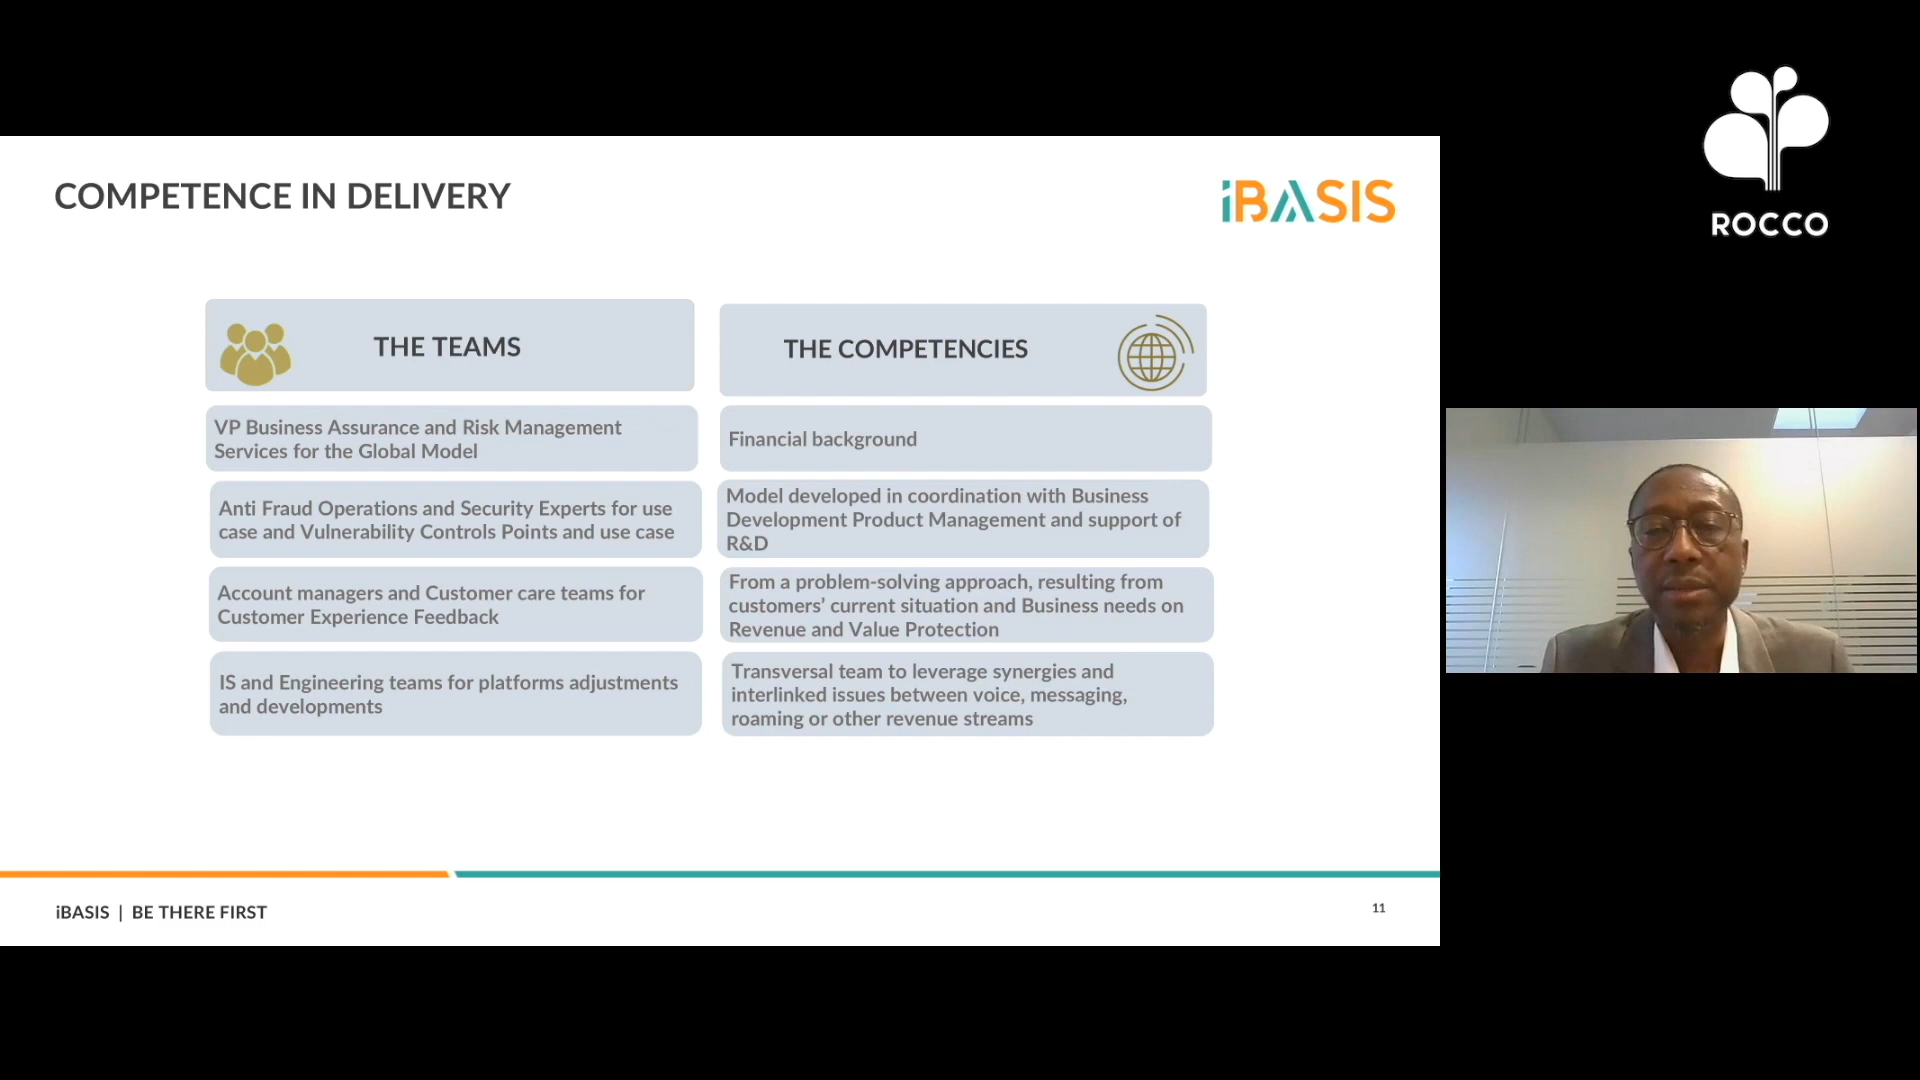 COMPETENCE IN DELIVERY
iBASIS
ROCCO
THE TEAMS
VP Business Assurance and Risk Management
Services for the Global Model
Anti Fraud Operations and Security Experts for use
case and Vulnerability Controls Points and use case
Account managers and Customer care teams for
Customer Experience Feedback
IS and Engineering teams for platforms adjustments
and developments
THE COMPETENCIES
Financial background
Model developed in coordination with Business
Development Product Management and support of
R&D
From a problem-solving approach, resulting from
customers’ current situation and Business needs on
Revenue and Value Protection
Transversal team to leverage synergies and
interlinked issues between voice, messaging,
roaming or other revenue streams
iBASIS | BE THERE FIRST
11